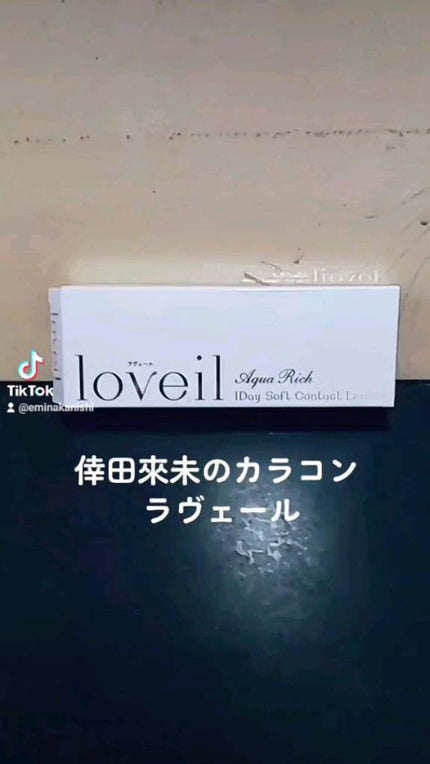 ラヴェール
loveil
Aqua Rich
1Day Soft Contact
loveil
TikTok
@eminakanishi
倖田來未のカラコン
ラヴェール